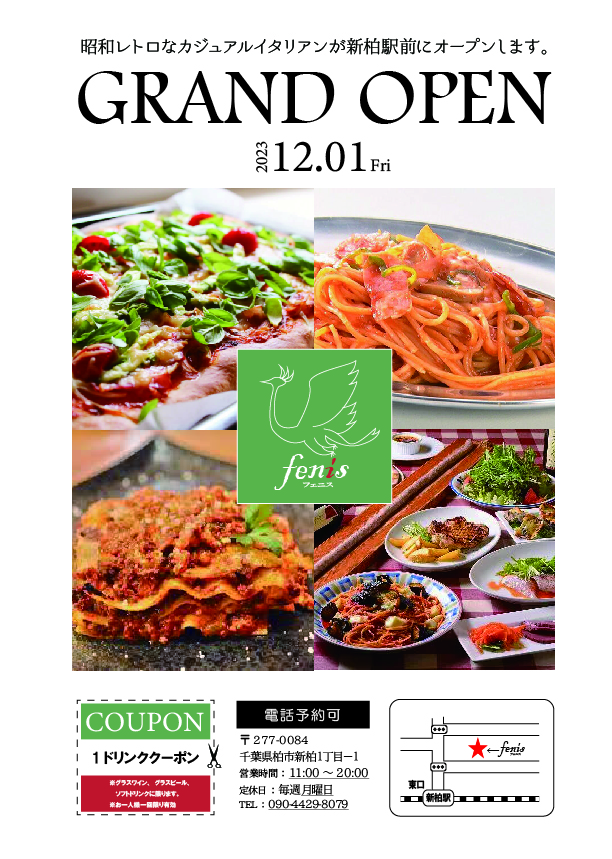 昭和レトロなカジュアルイタリアンが新柏駅前にオープンします。
GRAND OPEN
2023 12.01 Fri
fenis
フェニス
COUPON
1ドリンククーポン
※グラスワイン、グラスビール、
ソフトドリンクに限ります。
※お一人様一回限り有効
電話予約可
〒277-0084
千葉県柏市新柏1丁目−1
営業時間：11:00 〜 20:00
定休日：毎週月曜日
TEL：090-4429-8079
←fenis
フェニス
東口
新柏駅